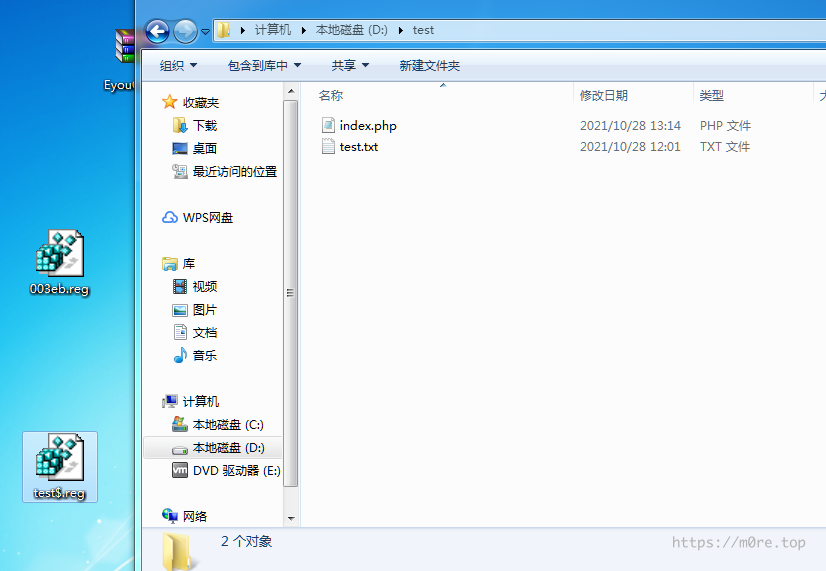 计算机 本地磁盘 (D:) test
组织 包含到库中 共享 新建文件夹
名称 修改日期 类型
index.php 2021/10/28 13:14 PHP 文件
test.txt 2021/10/28 12:01 TXT 文件
收藏夹
下载
桌面
最近访问的位置
WPS网盘
库
视频
图片
文档
音乐
计算机
本地磁盘 (C:)
本地磁盘 (D:)
DVD 驱动器 (E:)
网络
2 个对象
Eyou
003eb.reg
test$.reg
https://m0re.top